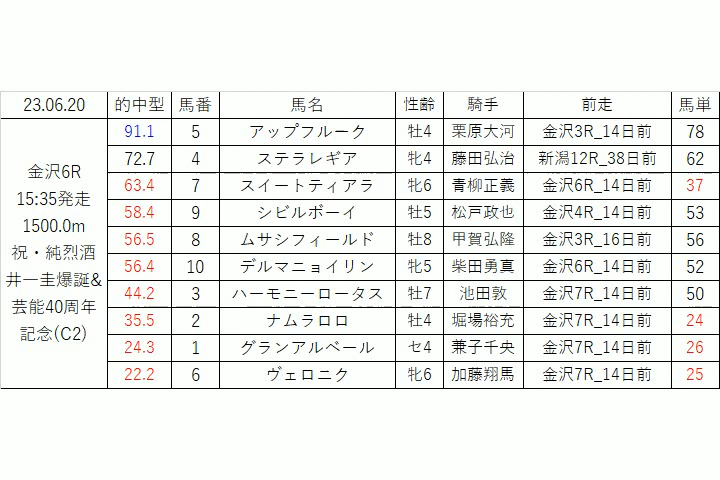 23.06.20 的中型 馬番 馬名 性齢 騎手 前走 馬単
金沢6R
15:35発走
1500.0m
祝・純烈酒
井一圭爆誕&
芸能40周年
記念(C2)
91.1 5 アップフルーク 牡4 栗原大河 金沢3R_14日前 78
72.7 4 ステラレギア 牝4 藤田弘治 新潟12R_38日前 62
63.4 7 スイートティアラ 牝6 青柳正義 金沢6R_14日前 37
58.4 9 シビルボーイ 牡5 松戸政也 金沢4R_14日前 53
56.5 8 ムサシフィールド 牡8 甲賀弘隆 金沢3R_16日前 56
56.4 10 デルマニョイリン 牝5 柴田勇真 金沢6R_14日前 52
44.2 3 ハーモニーロータス 牡7 池田敦 金沢7R_14日前 50
35.5 2 ナムラロロ 牡4 堀場裕充 金沢7R_14日前 24
24.3 1 グランアルベール セ4 兼子千央 金沢7R_14日前 26
22.2 6 ヴェロニク 牝6 加藤翔馬 金沢7R_14日前 25